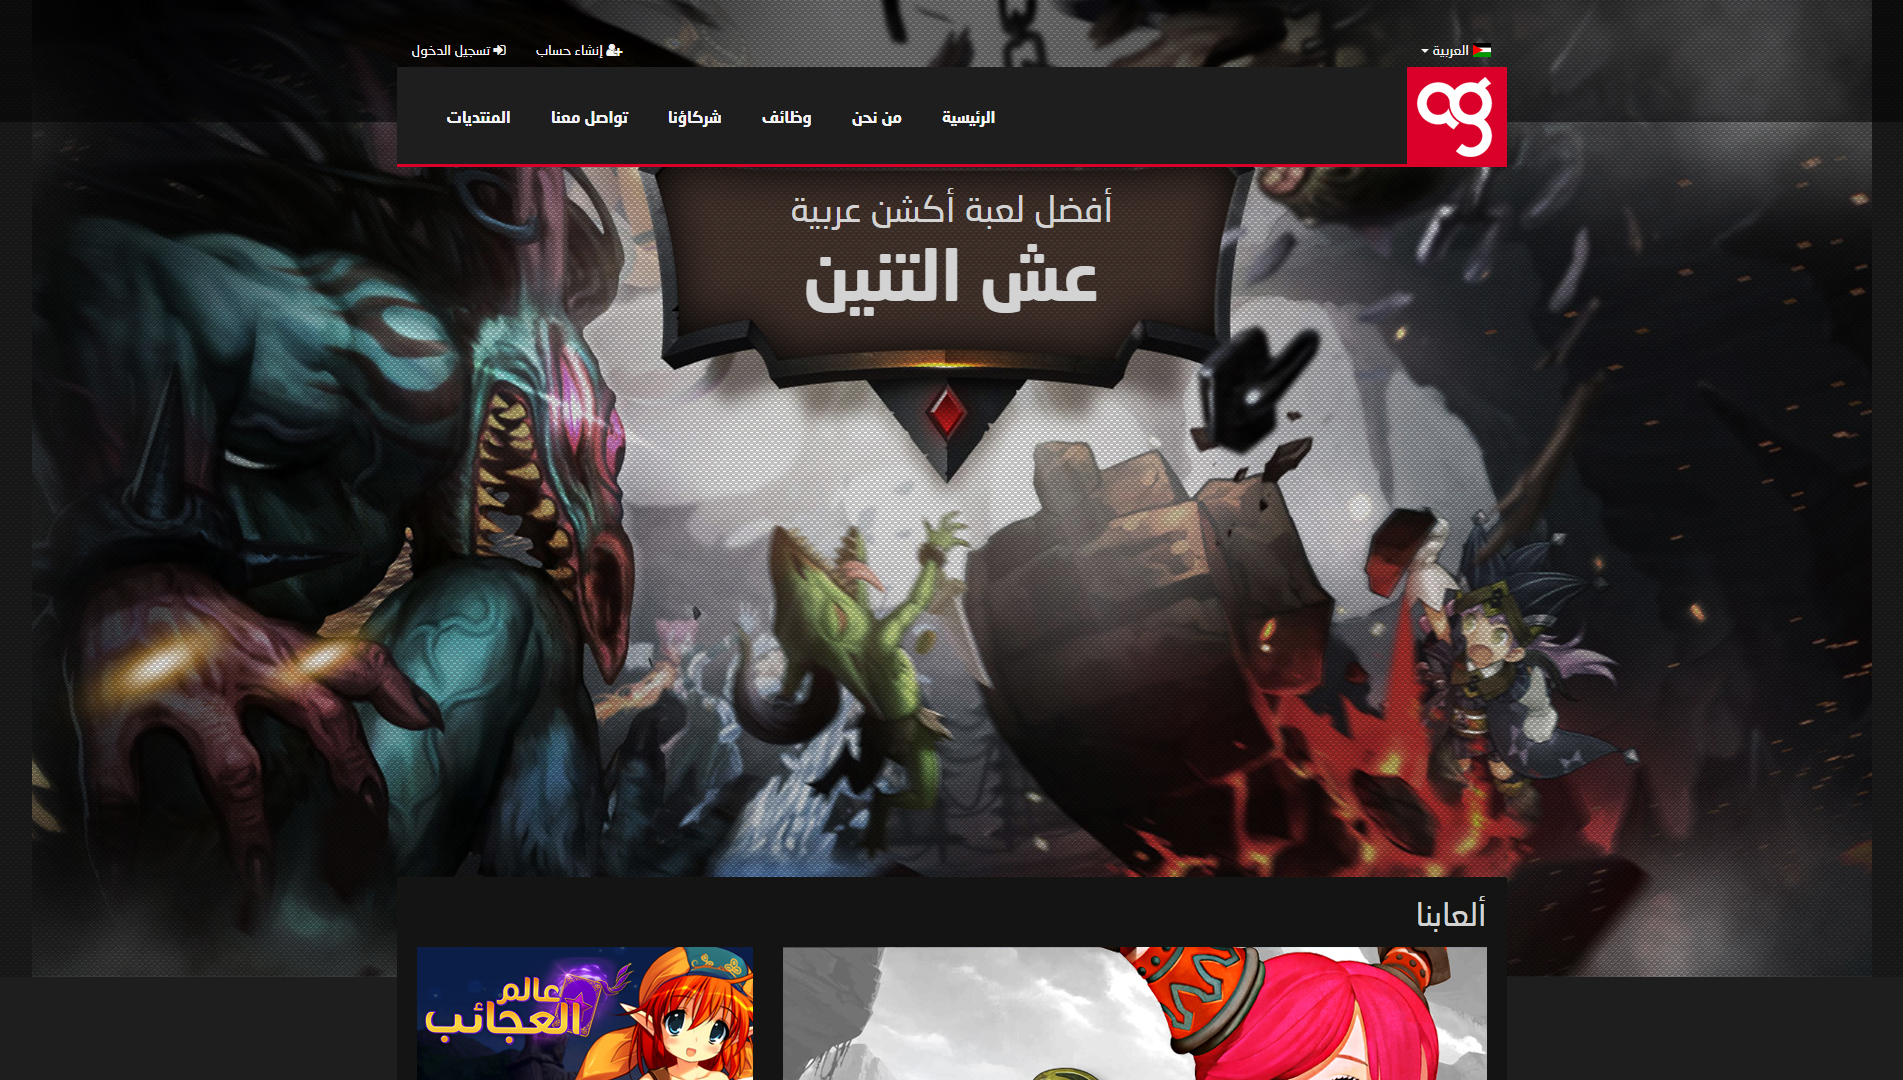 العربية
إنشاء حساب
تسجيل الدخول
ag
الرئيسية
من نحن
وظائف
شركاؤنا
تواصل معنا
المنتديات
أفضل لعبة أكشن عربية
عش التنين
ألعابنا
عالم
العجائب